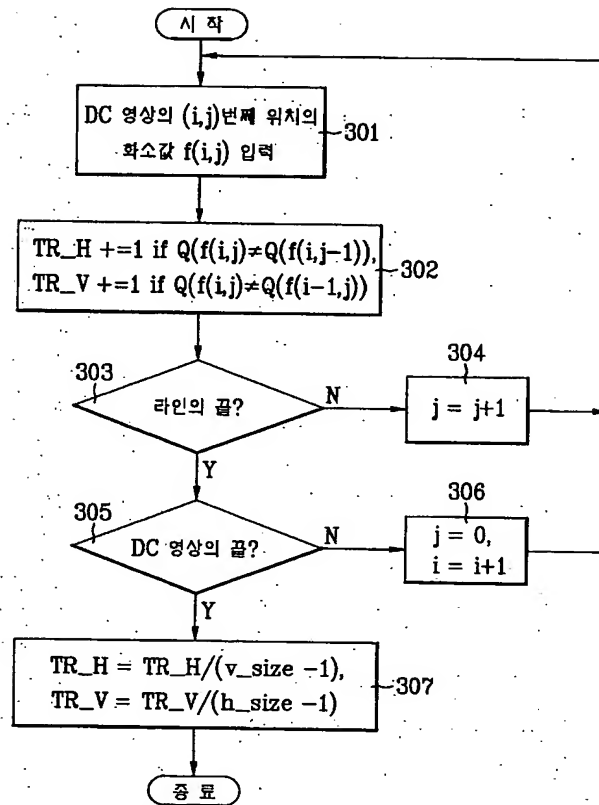 시 작
DC 영상의 (i,j)번째 위치의
화소값 f(i,j) 입력
301
TR_H +=1 if Q(f(i,j)≠Q(f(i,j-1)),
TR_V +=1 if Q(f(i,j)≠Q(f(i-1,j))
302
303
라인의 끝?
N
304
j = j+1
Y
305
DC 영상의 끝?
N
306
j = 0,
i = i+1
Y
TR_H = TR_H/(v_size -1),
TR_V = TR_V/(h_size -1)
307
종 료